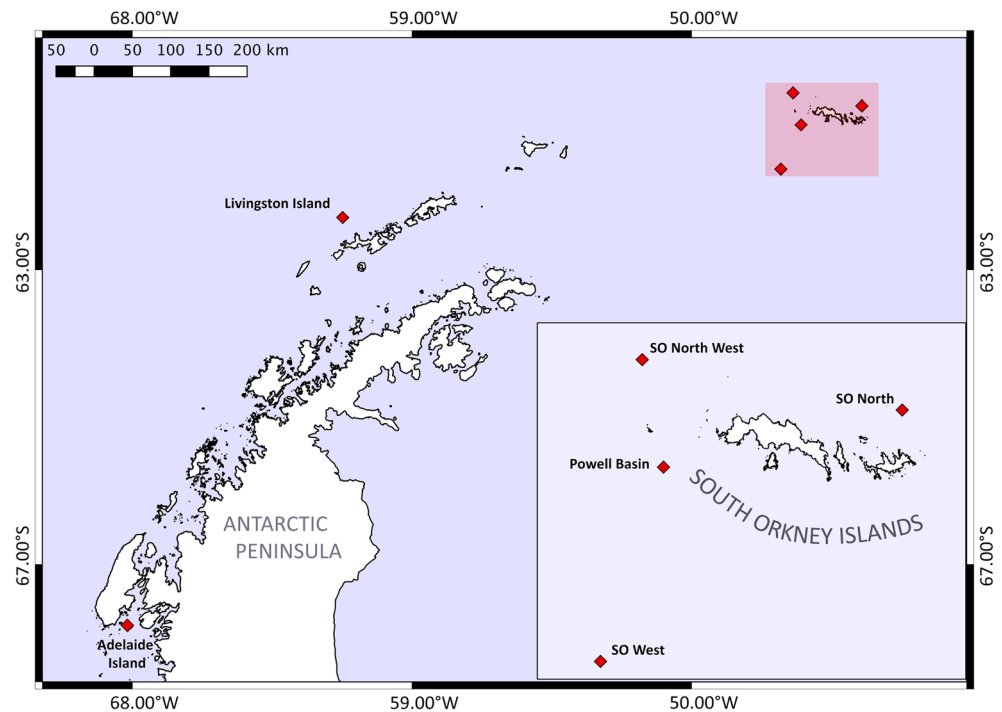 68.00°W 59.00°W 50.00°W
50 0 50 100 150 200 km
Livingston Island
63.00°S 63.00°S
SO North West
SO North
Powell Basin
SOUTH ORKNEY ISLANDS
ANTARCTIC
PENINSULA
67.00°S 67.00°S
Adelaide
Island
SO West
68.00°W 59.00°W 50.00°W